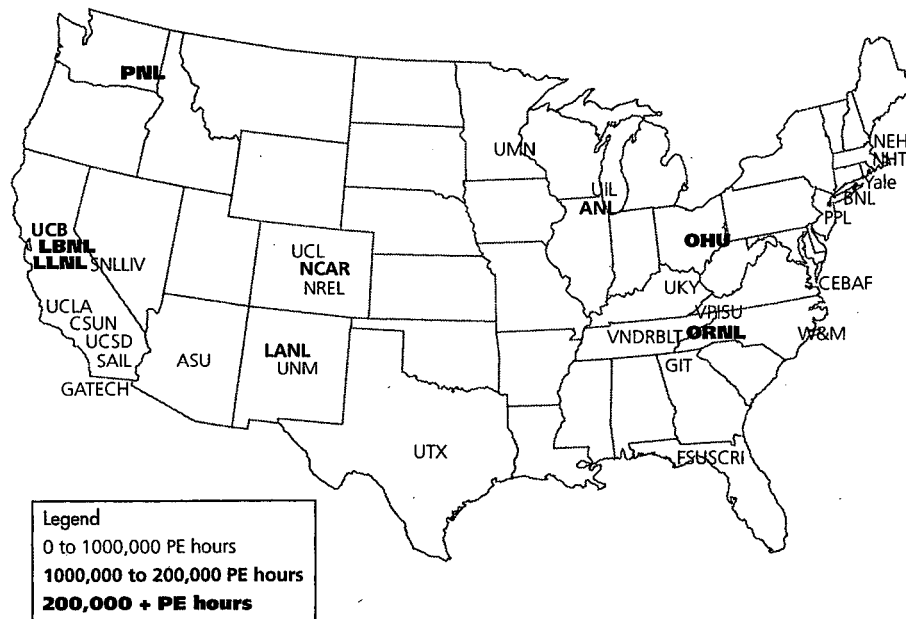 PNL
UMN
NEH
NHT
Yale
BNL
PPL
UIL
ANL
UCB
LBNL
LLNL
SNLLIV
UCL
NCAR
NREL
OHU
UKY
CEBAF
UCLA
CSUN
UCSD
SAIL
GATECH
ASU
LANL
UNM
VPISU
VNDRBLT
ORNL
W&M
GIT
UTX
FSUSCRI
Legend
0 to 1000,000 PE hours
1000,000 to 200,000 PE hours
200,000 + PE hours